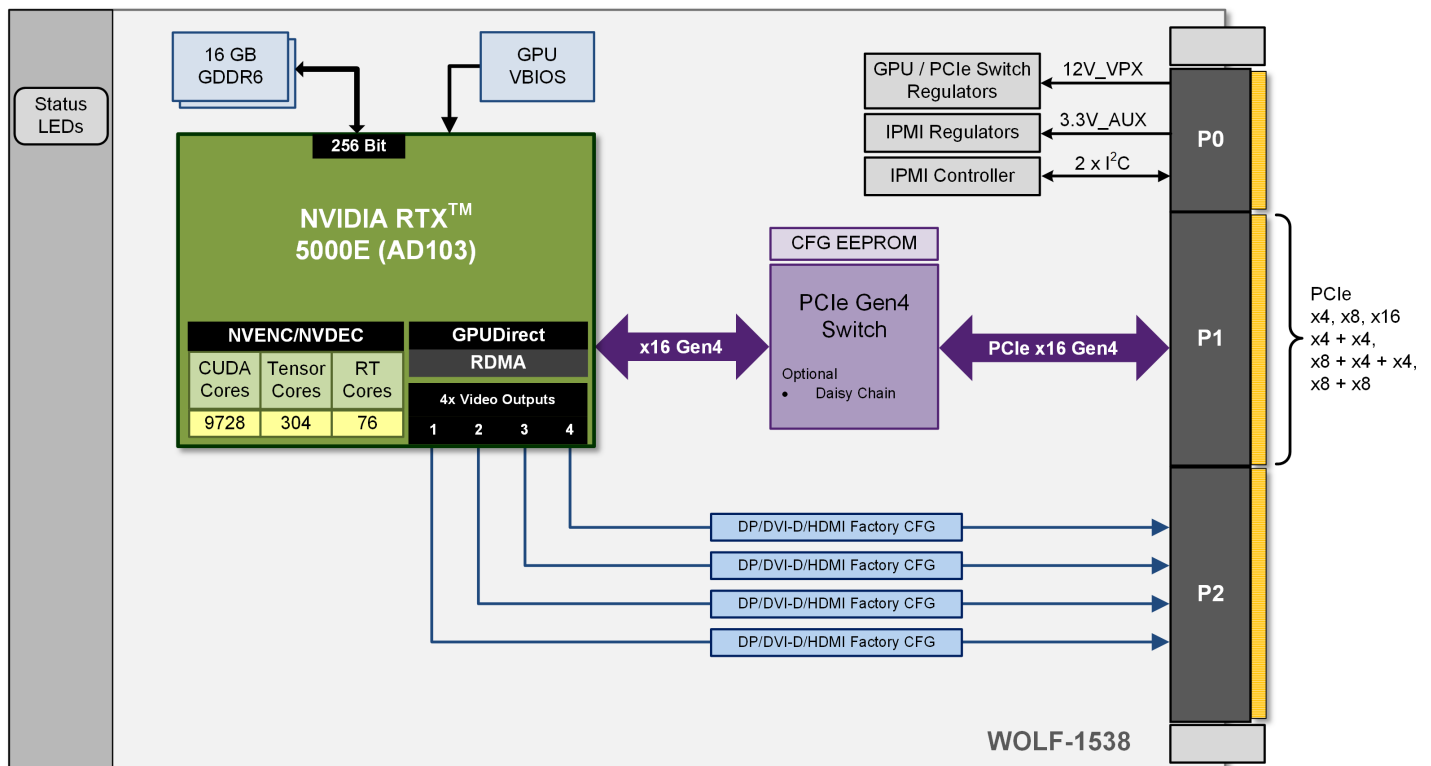 Status
LEDs
16 GB
GDDR6
GPU
VBIOS
256 Bit
NVIDIA RTX™
5000E (AD103)
NVENC/NVDEC
CUDA
Cores
Tensor
Cores
RT
Cores
9728
304
76
GPUDirect
RDMA
4x Video Outputs
1 2 3 4
x16 Gen4
CFG EEPROM
PCIe Gen4
Switch
Optional
• Daisy Chain
PCIe x16 Gen4
GPU / PCIe Switch
Regulators
12V_VPX
IPMI Regulators
3.3V_AUX
IPMI Controller
2 x I²C
P0
P1
PCIe
x4, x8, x16
x4 + x4,
x8 + x4 + x4,
x8 + x8
DP/DVI-D/HDMI Factory CFG
DP/DVI-D/HDMI Factory CFG
DP/DVI-D/HDMI Factory CFG
DP/DVI-D/HDMI Factory CFG
P2
WOLF-1538